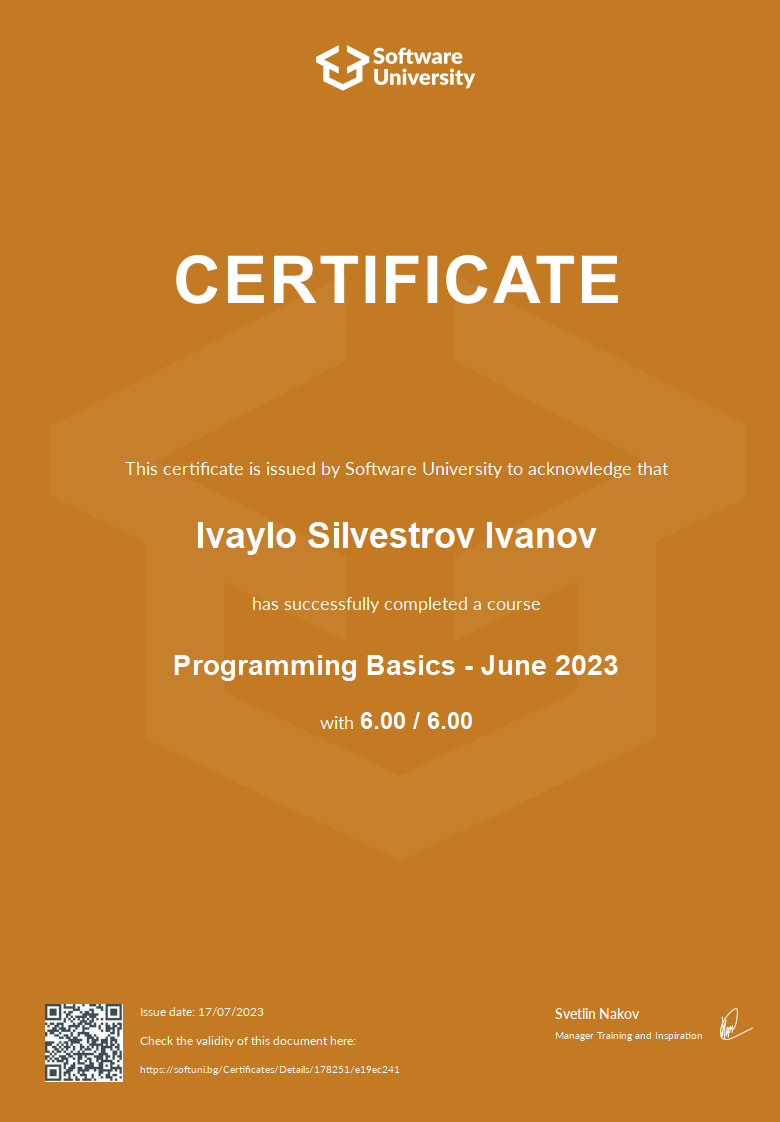 Software
University
CERTIFICATE
This certificate is issued by Software University to acknowledge that
Ivaylo Silvestrov Ivanov
has successfully completed a course
Programming Basics - June 2023
with 6.00 / 6.00
Issue date: 17/07/2023
Check the validity of this document here:
https://softuni.bg/Certificates/Details/178251/e19ec241
Svetlin Nakov
Manager Training and Inspiration